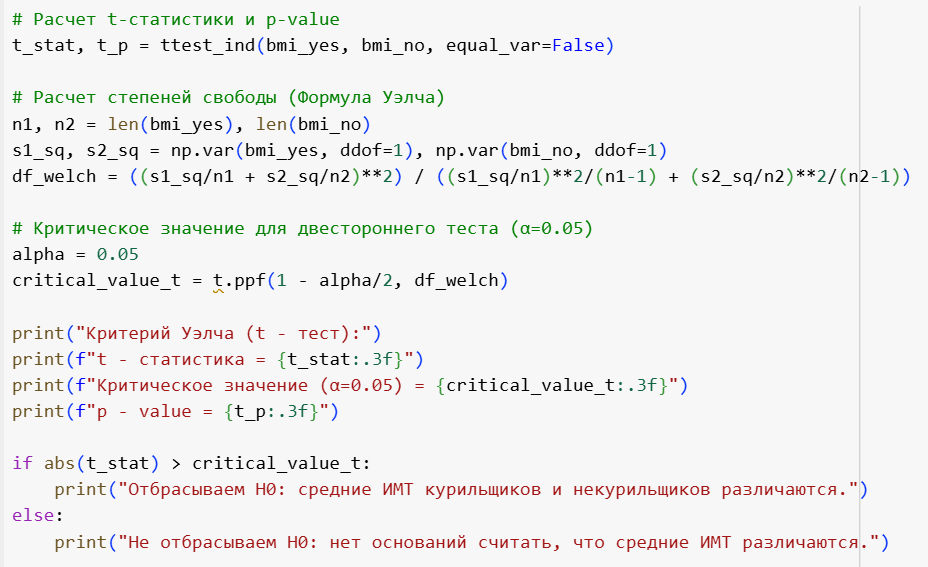 # Расчет t-статистики и p-value
t_stat, t_p = ttest_ind(bmi_yes, bmi_no, equal_var=False)
# Расчет степеней свободы (Формула Уэлча)
n1, n2 = len(bmi_yes), len(bmi_no)
s1_sq, s2_sq = np.var(bmi_yes, ddof=1), np.var(bmi_no, ddof=1)
df_welch = ((s1_sq/n1 + s2_sq/n2)**2) / ((s1_sq/n1)**2/(n1-1) + (s2_sq/n2)**2/(n2-1))
# Критическое значение для двестороннего теста (α=0.05)
alpha = 0.05
critical_value_t = t.ppf(1 - alpha/2, df_welch)
print("Критерий Уэлча (t - тест):")
print(f"t - статистика = {t_stat:.3f}")
print(f"Критическое значение (α=0.05) = {critical_value_t:.3f}")
print(f"p - value = {t_p:.3f}")
if abs(t_stat) > critical_value_t:
    print("Отбрасываем H0: средние ИМТ курильщиков и некурильщиков различаются.")
else:
    print("Не отбрасываем H0: нет оснований считать, что средние ИМТ различаются.")